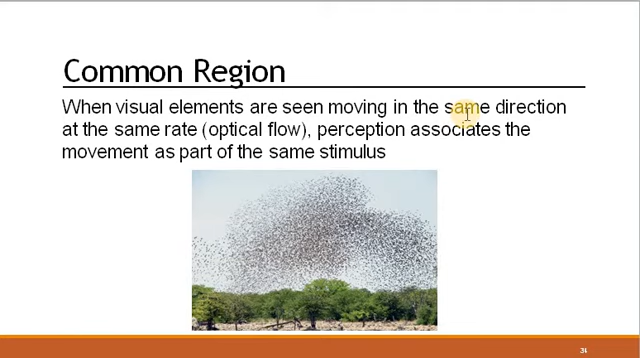 Common Region
When visual elements are seen moving in the same direction
at the same rate (optical flow), perception associates the
movement as part of the same stimulus